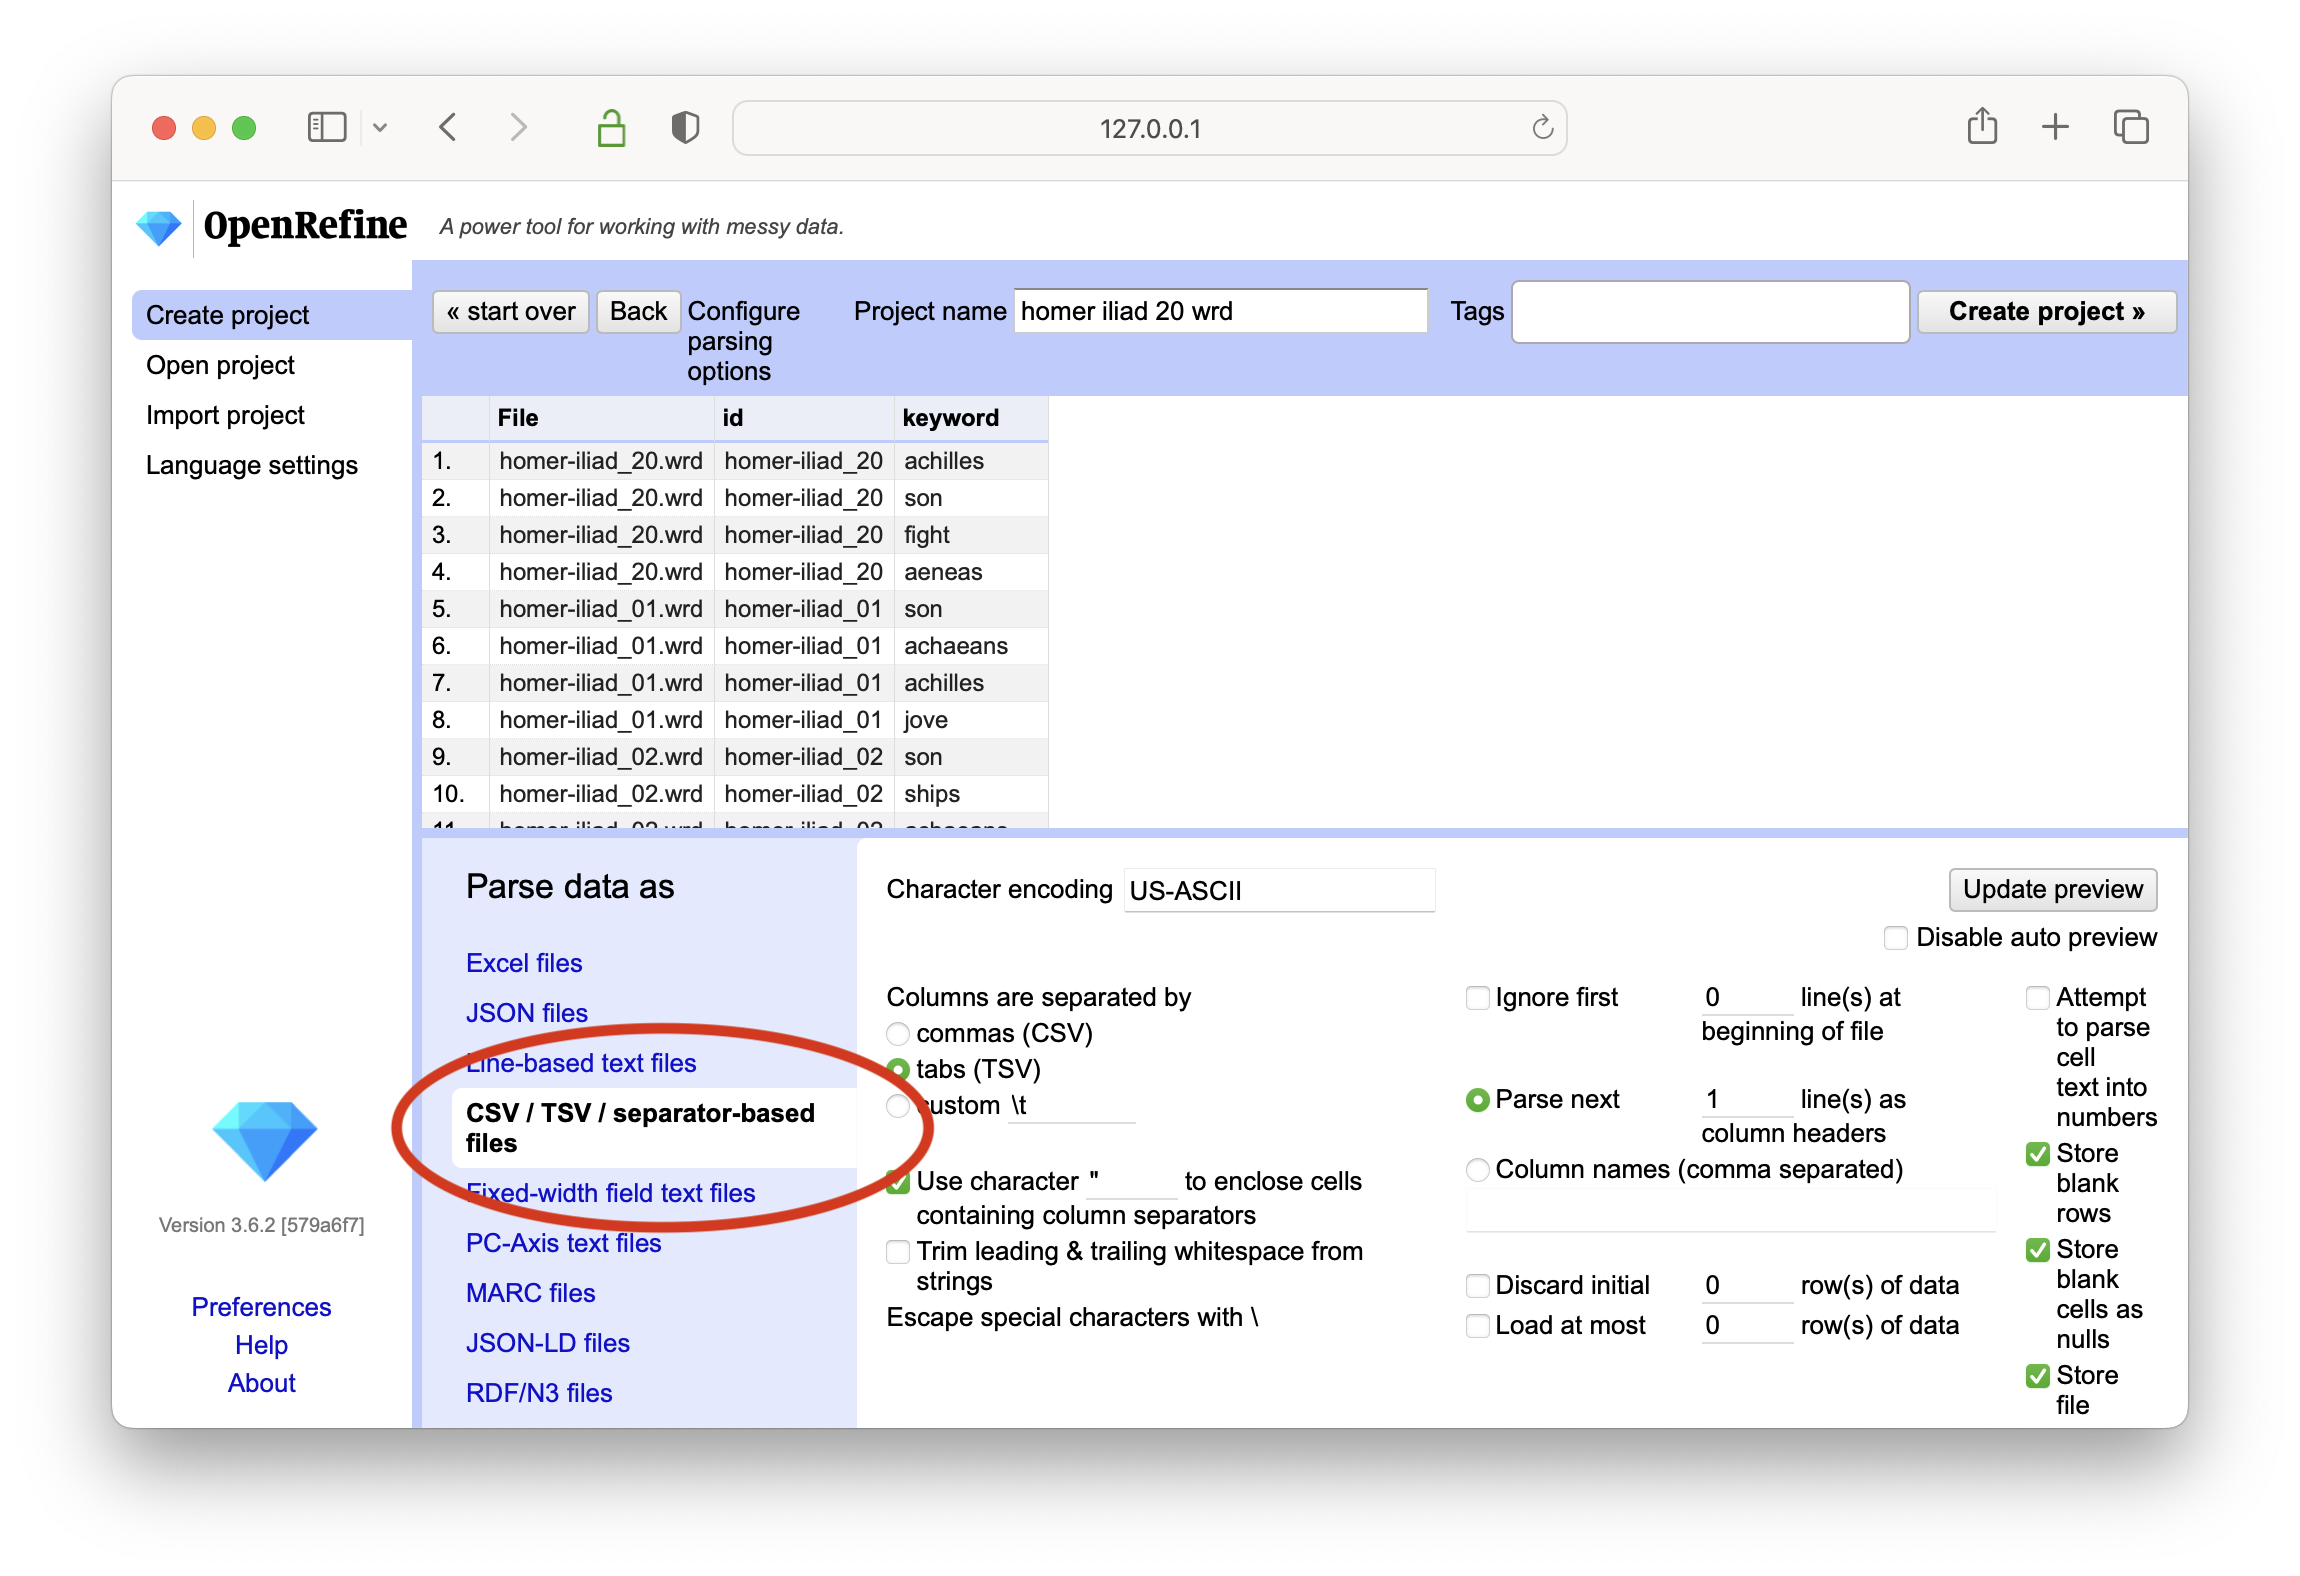 127.0.0.1
OpenRefine
A power tool for working with messy data.
Create project
Open project
Import project
Language settings
« start over
Back
Configure
parsing
options
Project name
homer iliad 20 wrd
Tags
Create project »
File id keyword
1. homer-iliad_20.wrd homer-iliad_20 achilles
2. homer-iliad_20.wrd homer-iliad_20 son
3. homer-iliad_20.wrd homer-iliad_20 fight
4. homer-iliad_20.wrd homer-iliad_20 aeneas
5. homer-iliad_01.wrd homer-iliad_01 son
6. homer-iliad_01.wrd homer-iliad_01 achaeans
7. homer-iliad_01.wrd homer-iliad_01 achilles
8. homer-iliad_01.wrd homer-iliad_01 jove
9. homer-iliad_02.wrd homer-iliad_02 son
10. homer-iliad_02.wrd homer-iliad_02 ships
11. homer-iliad_02.wrd homer-iliad_02 achaeans
Version 3.6.2 [579a6f7]
Preferences
Help
About
Parse data as
Excel files
JSON files
Line-based text files
CSV / TSV / separator-based
files
Fixed-width field text files
PC-Axis text files
MARC files
JSON-LD files
RDF/N3 files
Character encoding US-ASCII
Update preview
Disable auto preview
Columns are separated by
commas (CSV)
tabs (TSV)
custom \t
Use character " to enclose cells
containing column separators
Trim leading & trailing whitespace from
strings
Escape special characters with \
Ignore first 0 line(s) at
beginning of file
Parse next 1 line(s) as
column headers
Column names (comma separated)
Discard initial 0 row(s) of data
Load at most 0 row(s) of data
Attempt
to parse
cell
text into
numbers
Store
blank
rows
Store
blank
cells as
nulls
Store
file